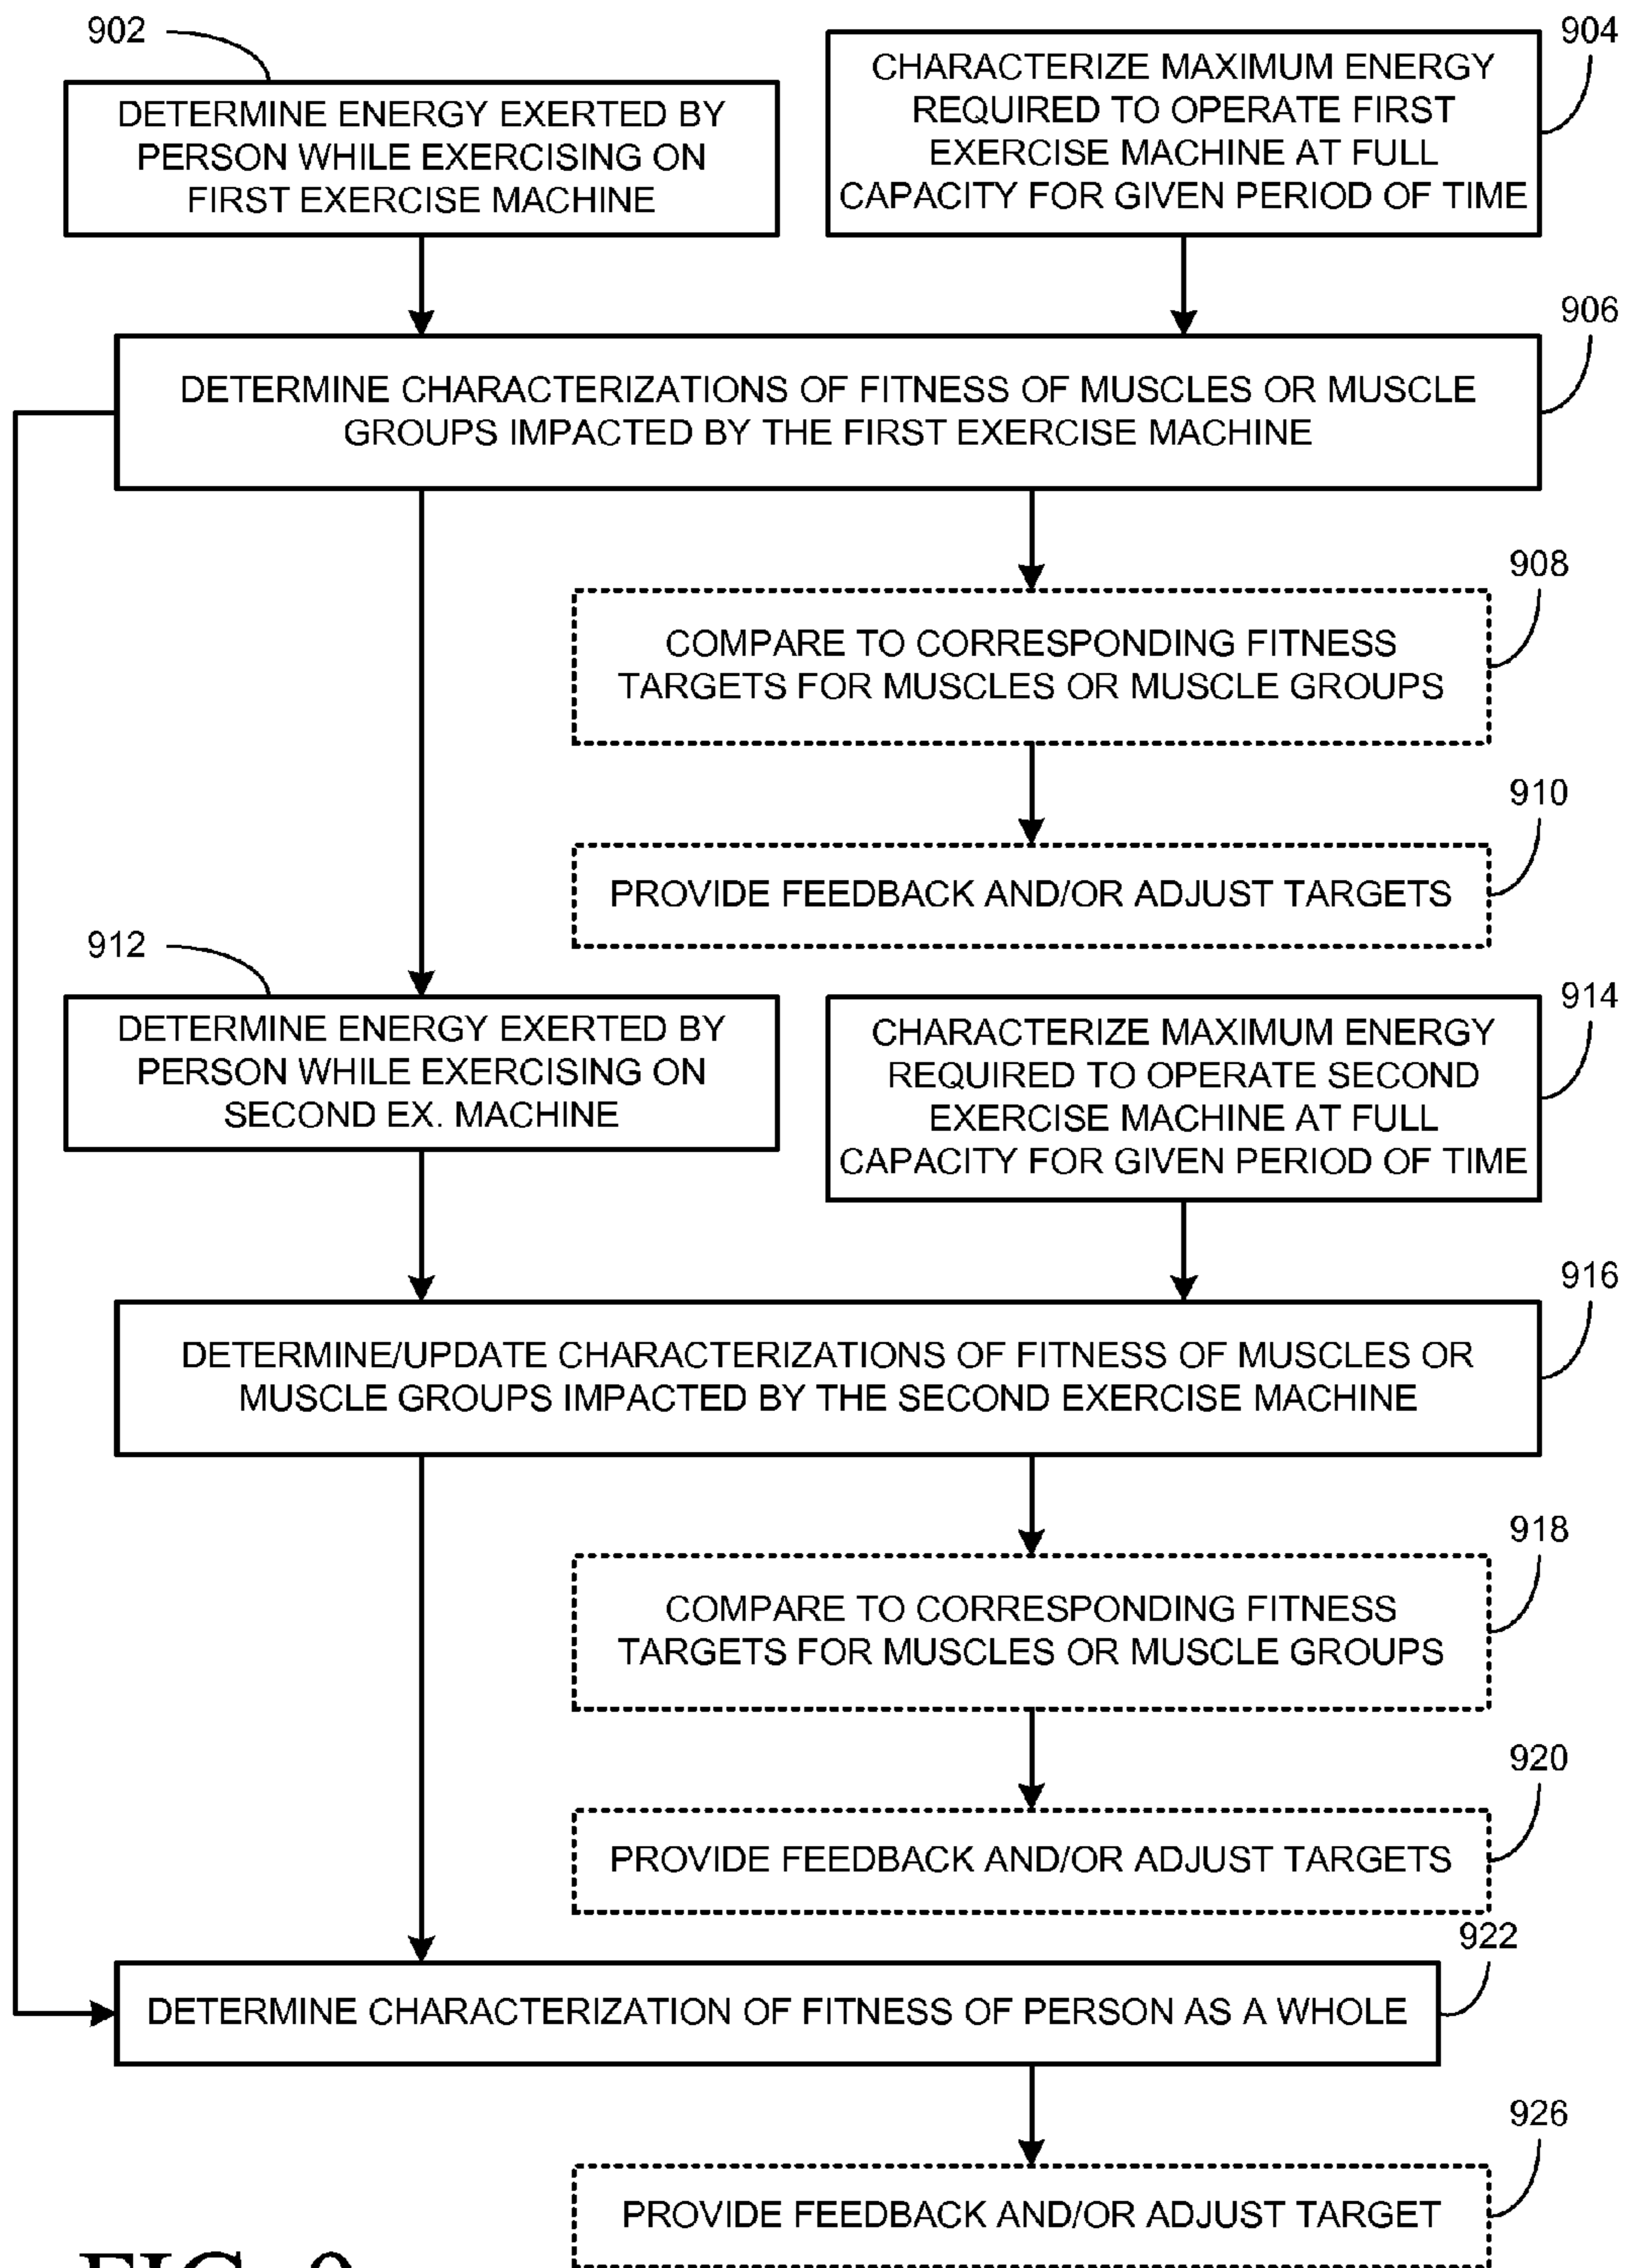 902
DETERMINE ENERGY EXERTED BY
PERSON WHILE EXERCISING ON
FIRST EXERCISE MACHINE
904
CHARACTERIZE MAXIMUM ENERGY
REQUIRED TO OPERATE FIRST
EXERCISE MACHINE AT FULL
CAPACITY FOR GIVEN PERIOD OF TIME
906
DETERMINE CHARACTERIZATIONS OF FITNESS OF MUSCLES OR MUSCLE
GROUPS IMPACTED BY THE FIRST EXERCISE MACHINE
908
COMPARE TO CORRESPONDING FITNESS
TARGETS FOR MUSCLES OR MUSCLE GROUPS
910
PROVIDE FEEDBACK AND/OR ADJUST TARGETS
912
DETERMINE ENERGY EXERTED BY
PERSON WHILE EXERCISING ON
SECOND EX. MACHINE
914
CHARACTERIZE MAXIMUM ENERGY
REQUIRED TO OPERATE SECOND
EXERCISE MACHINE AT FULL
CAPACITY FOR GIVEN PERIOD OF TIME
916
DETERMINE/UPDATE CHARACTERIZATIONS OF FITNESS OF MUSCLES OR
MUSCLE GROUPS IMPACTED BY THE SECOND EXERCISE MACHINE
918
COMPARE TO CORRESPONDING FITNESS
TARGETS FOR MUSCLES OR MUSCLE GROUPS
920
PROVIDE FEEDBACK AND/OR ADJUST TARGETS
922
DETERMINE CHARACTERIZATION OF FITNESS OF PERSON AS A WHOLE
926
PROVIDE FEEDBACK AND/OR ADJUST TARGET
FIG. 9